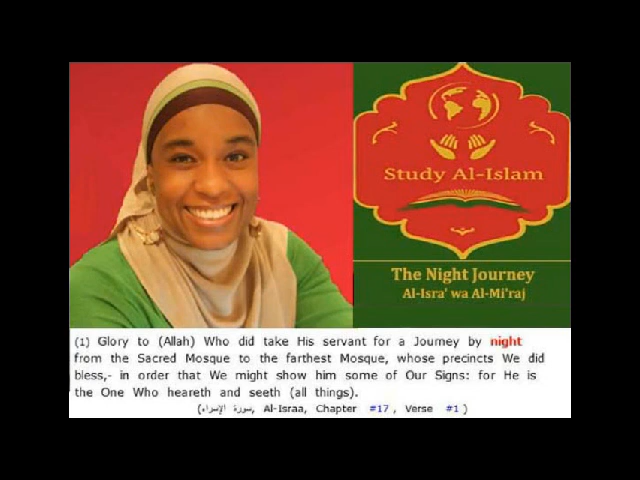 Study Al-Islam
The Night Journey
Al-Isra' wa Al-Mi'raj
(1) Glory to (Allah) Who did take His servant for a Journey by night
from the Sacred Mosque to the farthest Mosque, whose precincts We did
bless,- in order that We might show him some of Our Signs: for He is
the One Who heareth and seeth (all things).
(سورة الإسراء, Al-Israa, Chapter #17 , Verse #1 )